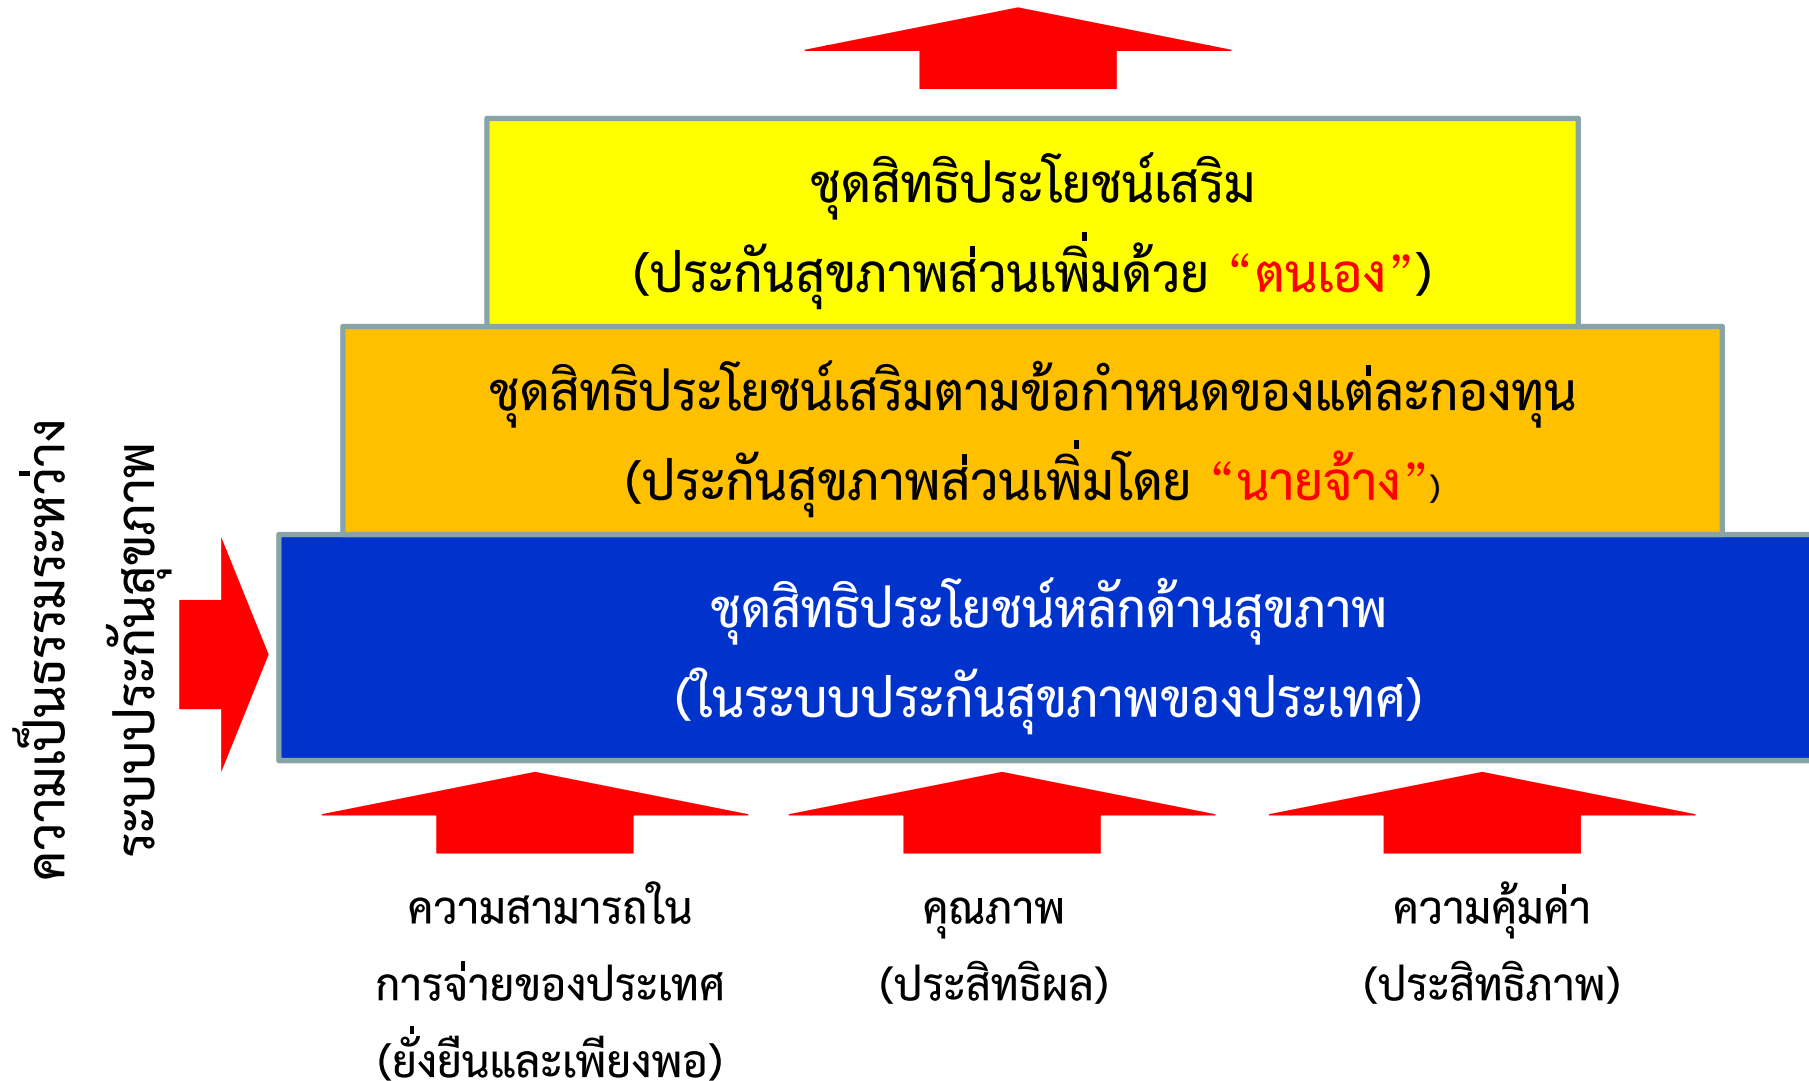 ชุดสิทธิประโยชน์เสริม
(ประกันสุขภาพส่วนเพิ่มด้วย “ตนเอง”)
ชุดสิทธิประโยชน์เสริมตามข้อกำหนดของแต่ละกองทุน
(ประกันสุขภาพส่วนเพิ่มโดย “นายจ้าง”)
ความเป็นธรรมระหว่าง
ระบบประกันสุขภาพ
ชุดสิทธิประโยชน์หลักด้านสุขภาพ
(ในระบบประกันสุขภาพของประเทศ)
ความสามารถใน
การจ่ายของประเทศ
(ยั่งยืนและเพียงพอ)
คุณภาพ
(ประสิทธิผล)
ความคุ้มค่า
(ประสิทธิภาพ)